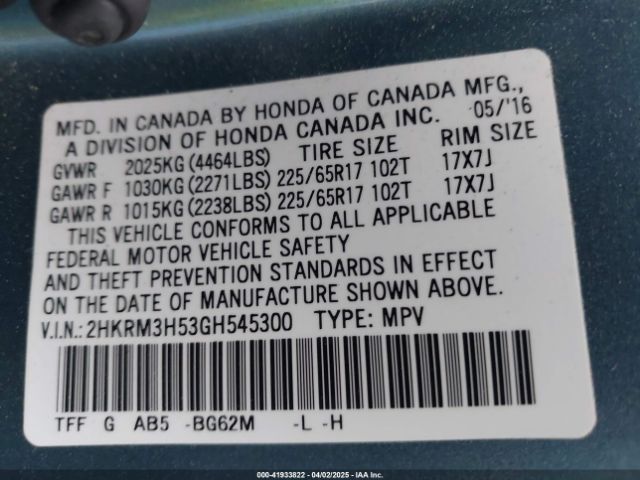 MFD. IN CANADA BY HONDA OF CANADA MFG.,
A DIVISION OF HONDA CANADA INC. 05/'16
GVWR 2025KG (4464LBS) TIRE SIZE RIM SIZE
GAWR F 1030KG (2271LBS) 225/65R17 102T 17X7J
GAWR R 1015KG (2238LBS) 225/65R17 102T 17X7J
THIS VEHICLE CONFORMS TO ALL APPLICABLE
FEDERAL MOTOR VEHICLE SAFETY
AND THEFT PREVENTION STANDARDS IN EFFECT
ON THE DATE OF MANUFACTURE SHOWN ABOVE.
V.I.N.: 2HKRM3H53GH545300 TYPE: MPV
TFF G AB5 -BG62M -L -H
000-41933822 - 04/02/2025 - IAA Inc.